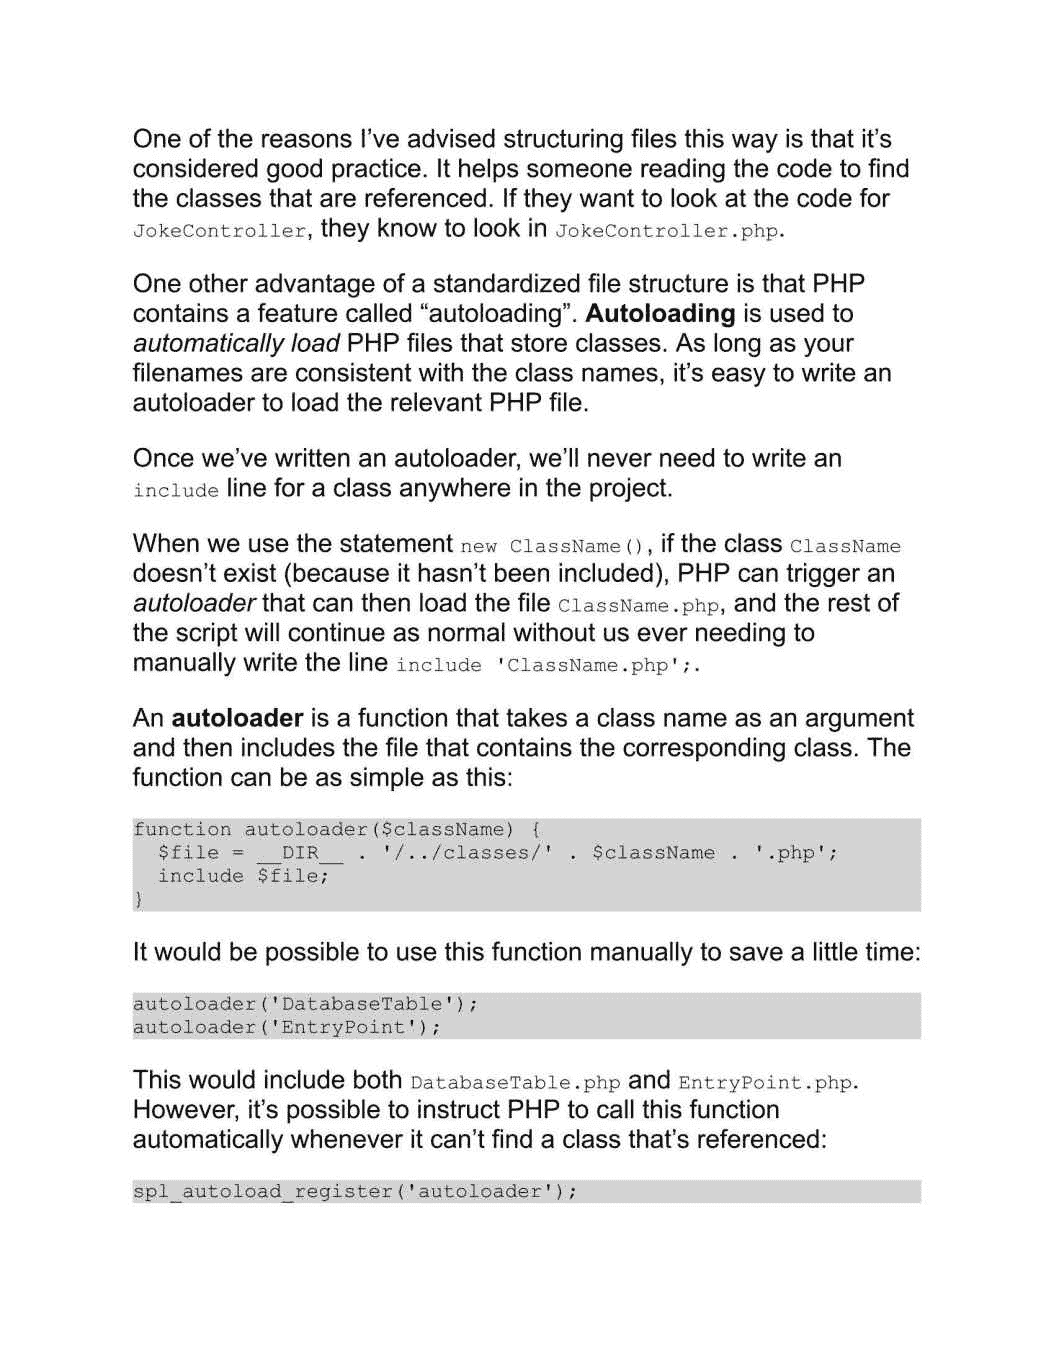 One of the reasons I’ve advised structuring files this way is that it’s
considered good practice. It helps someone reading the code to find
the classes that are referenced. If they want to look at the code for
JokeController, they know to look in JokeController.php.
One other advantage of a standardized file structure is that PHP
contains a feature called “autoloading”. Autoloading is used to
automatically load PHP files that store classes. As long as your
filenames are consistent with the class names, it’s easy to write an
autoloader to load the relevant PHP file.
Once we’ve written an autoloader, we’ll never need to write an
include line for a class anywhere in the project.
When we use the statement new ClassName(), if the class ClassName
doesn’t exist (because it hasn’t been included), PHP can trigger an
autoloader that can then load the file ClassName.php, and the rest of
the script will continue as normal without us ever needing to
manually write the line include 'ClassName.php';.
An autoloader is a function that takes a class name as an argument
and then includes the file that contains the corresponding class. The
function can be as simple as this:
function autoloader($className) {
  $file = __DIR__ . '/../classes/' . $className . '.php';
  include $file;
}
It would be possible to use this function manually to save a little time:
autoloader('DatabaseTable');
autoloader('EntryPoint');
This would include both DatabaseTable.php and EntryPoint.php.
However, it’s possible to instruct PHP to call this function
automatically whenever it can’t find a class that’s referenced:
spl_autoload_register('autoloader');